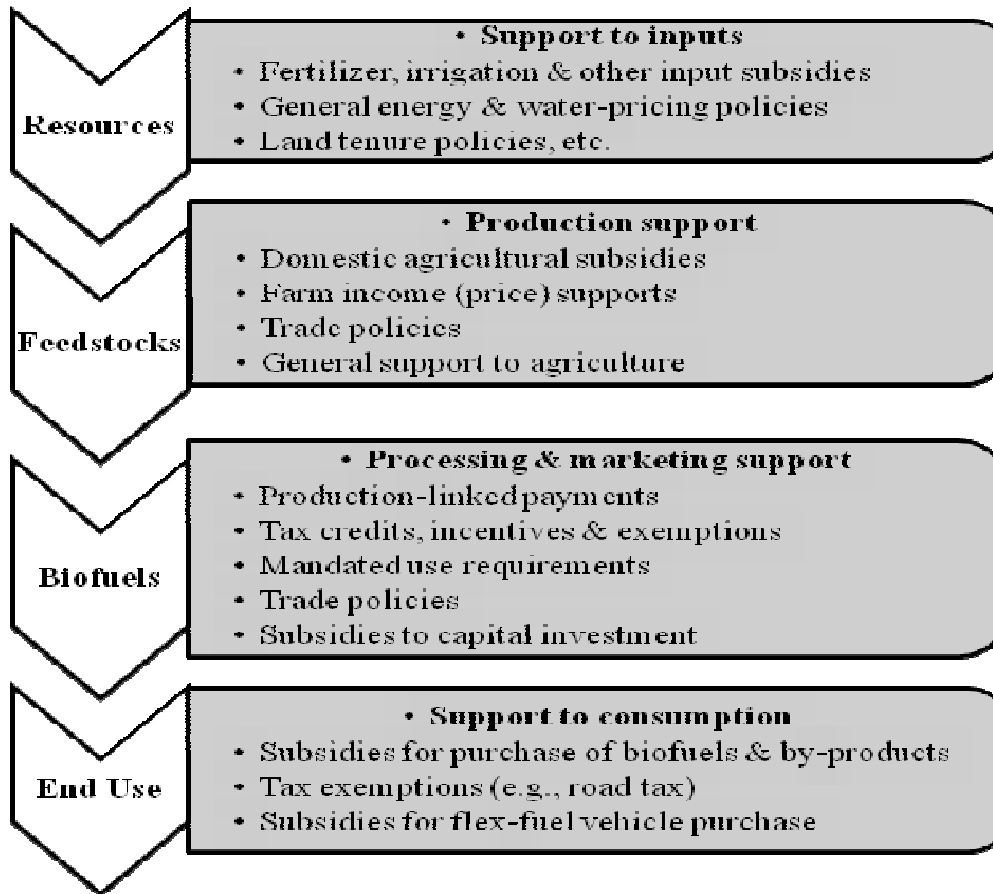 • Support to inputs
• Fertilizer, irrigation & other input subsidies
• General energy & water-pricing policies
Resources
• Land tenure policies, etc.
• Production support
• Domestic agricultural subsidies
• Farm income (price) supports
• Trade policies
Feedstocks
• General support to agriculture
• Processing & marketing support
• Production-linked payments
• Tax credits, incentives & exemptions
• Mandated use requirements
Biofuels
• Trade policies
• Subsidies to capital investment
• Support to consumption
• Subsidies for purchase of biofuels & by-products
• Tax exemptions (e.g., road tax)
End Use
• Subsidies for flex-fuel vehicle purchase